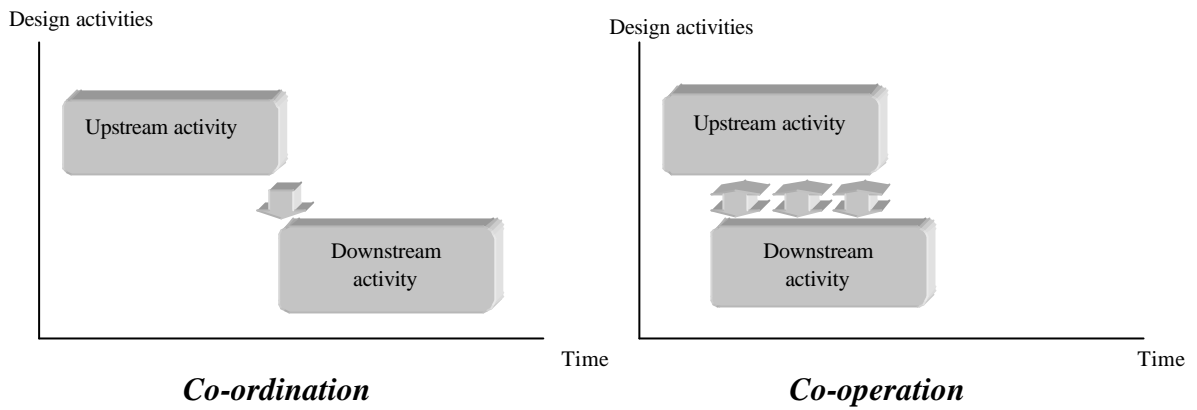 Design activities
Upstream activity
Downstream
activity
Time
Co-ordination
Design activities
Upstream activity
Downstream
activity
Time
Co-operation